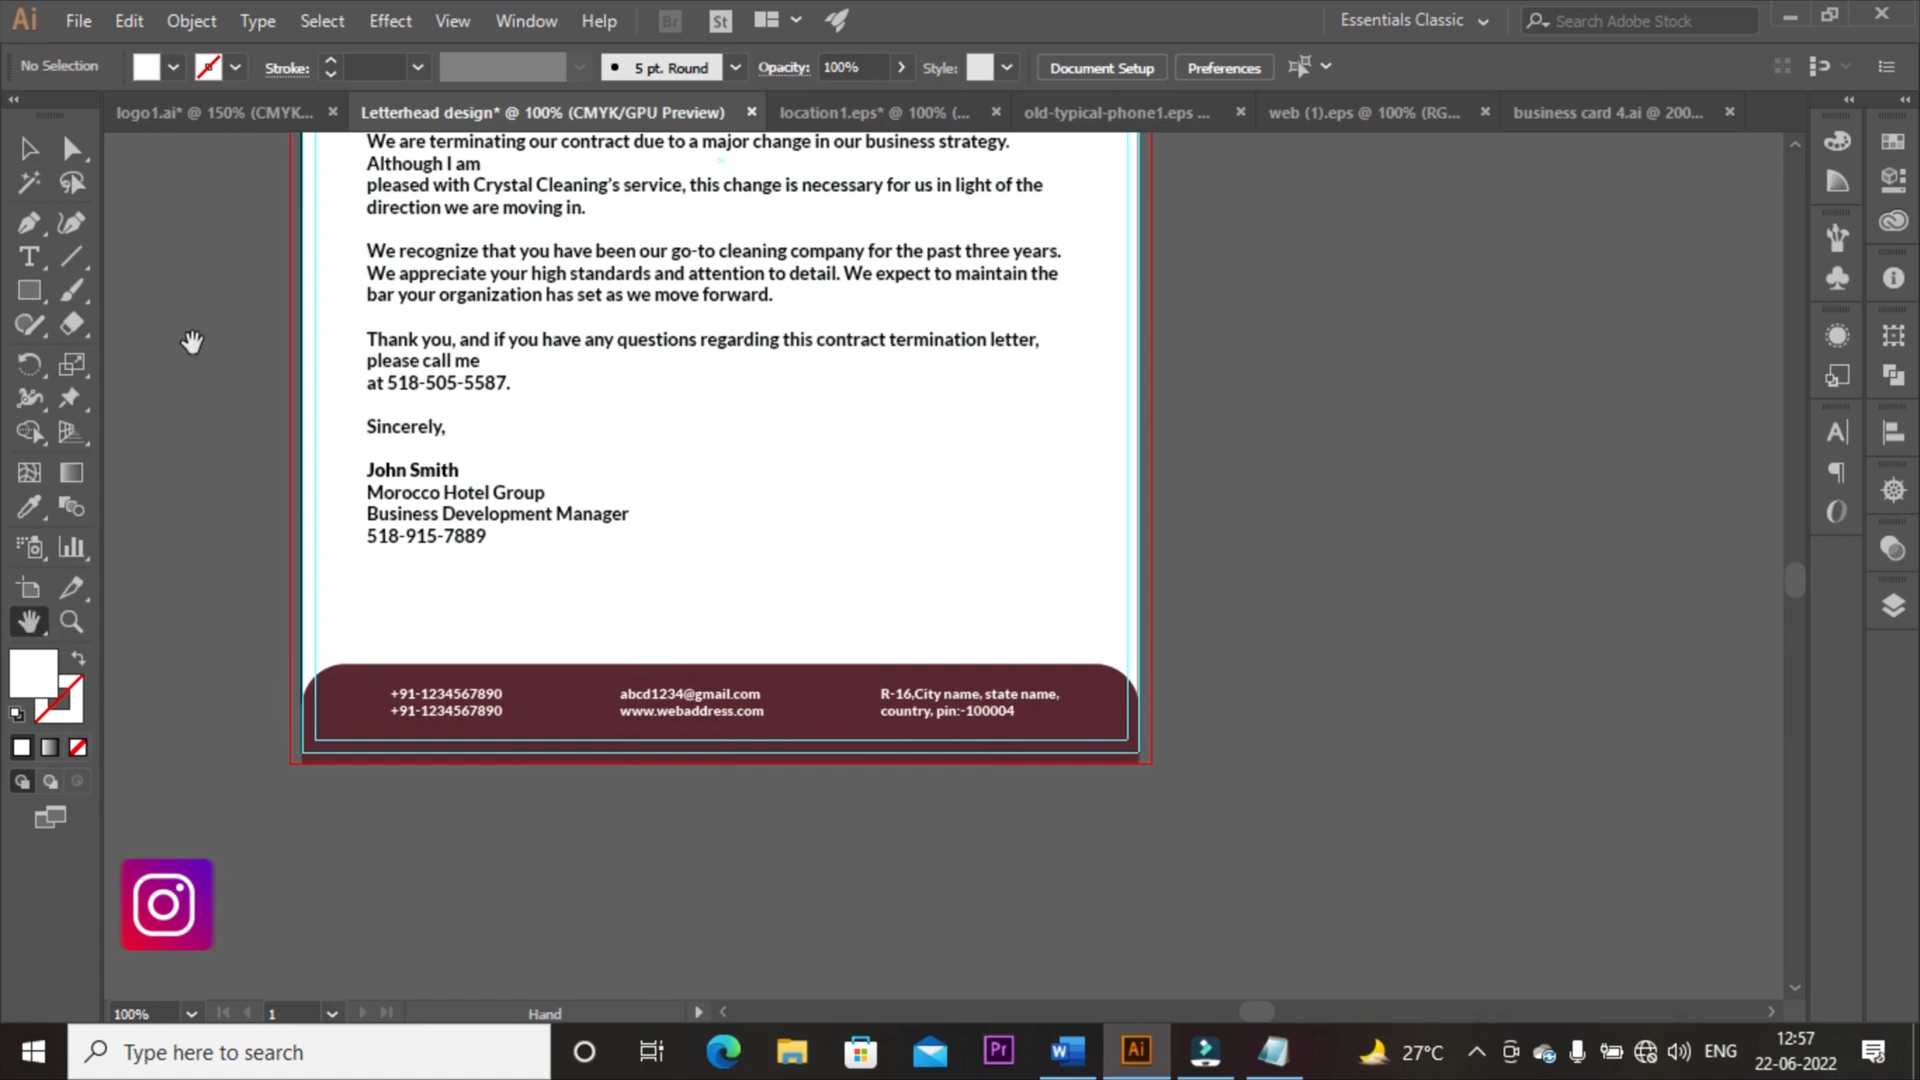 Ai File Edit Object Type Select Effect View Window Help Br St Essentials Classic Search Adobe Stock
No Selection Stroke: 5 pt. Round Opacity: 100% Style: Document Setup Preferences
logo1.ai* @ 150% (CMYK... Letterhead design* @ 100% (CMYK/GPU Preview) location1.eps* @ 100% (... old-typical-phone1.eps ... web (1).eps @ 100% (RG... business card 4.ai @ 200...
We are terminating our contract due to a major change in our business strategy.
Although I am
pleased with Crystal Cleaning’s service, this change is necessary for us in light of the
direction we are moving in.
We recognize that you have been our go-to cleaning company for the past three years.
We appreciate your high standards and attention to detail. We expect to maintain the
bar your organization has set as we move forward.
Thank you, and if you have any questions regarding this contract termination letter,
please call me
at 518-505-5587.
Sincerely,
John Smith
Morocco Hotel Group
Business Development Manager
518-915-7889
+91-1234567890 abcd1234@gmail.com R-16,City name, state name,
+91-1234567890 www.webaddress.com country, pin:-100004
100% 1 Hand
Type here to search Pr W Ai 27°C ENG 12:57
22-06-2022